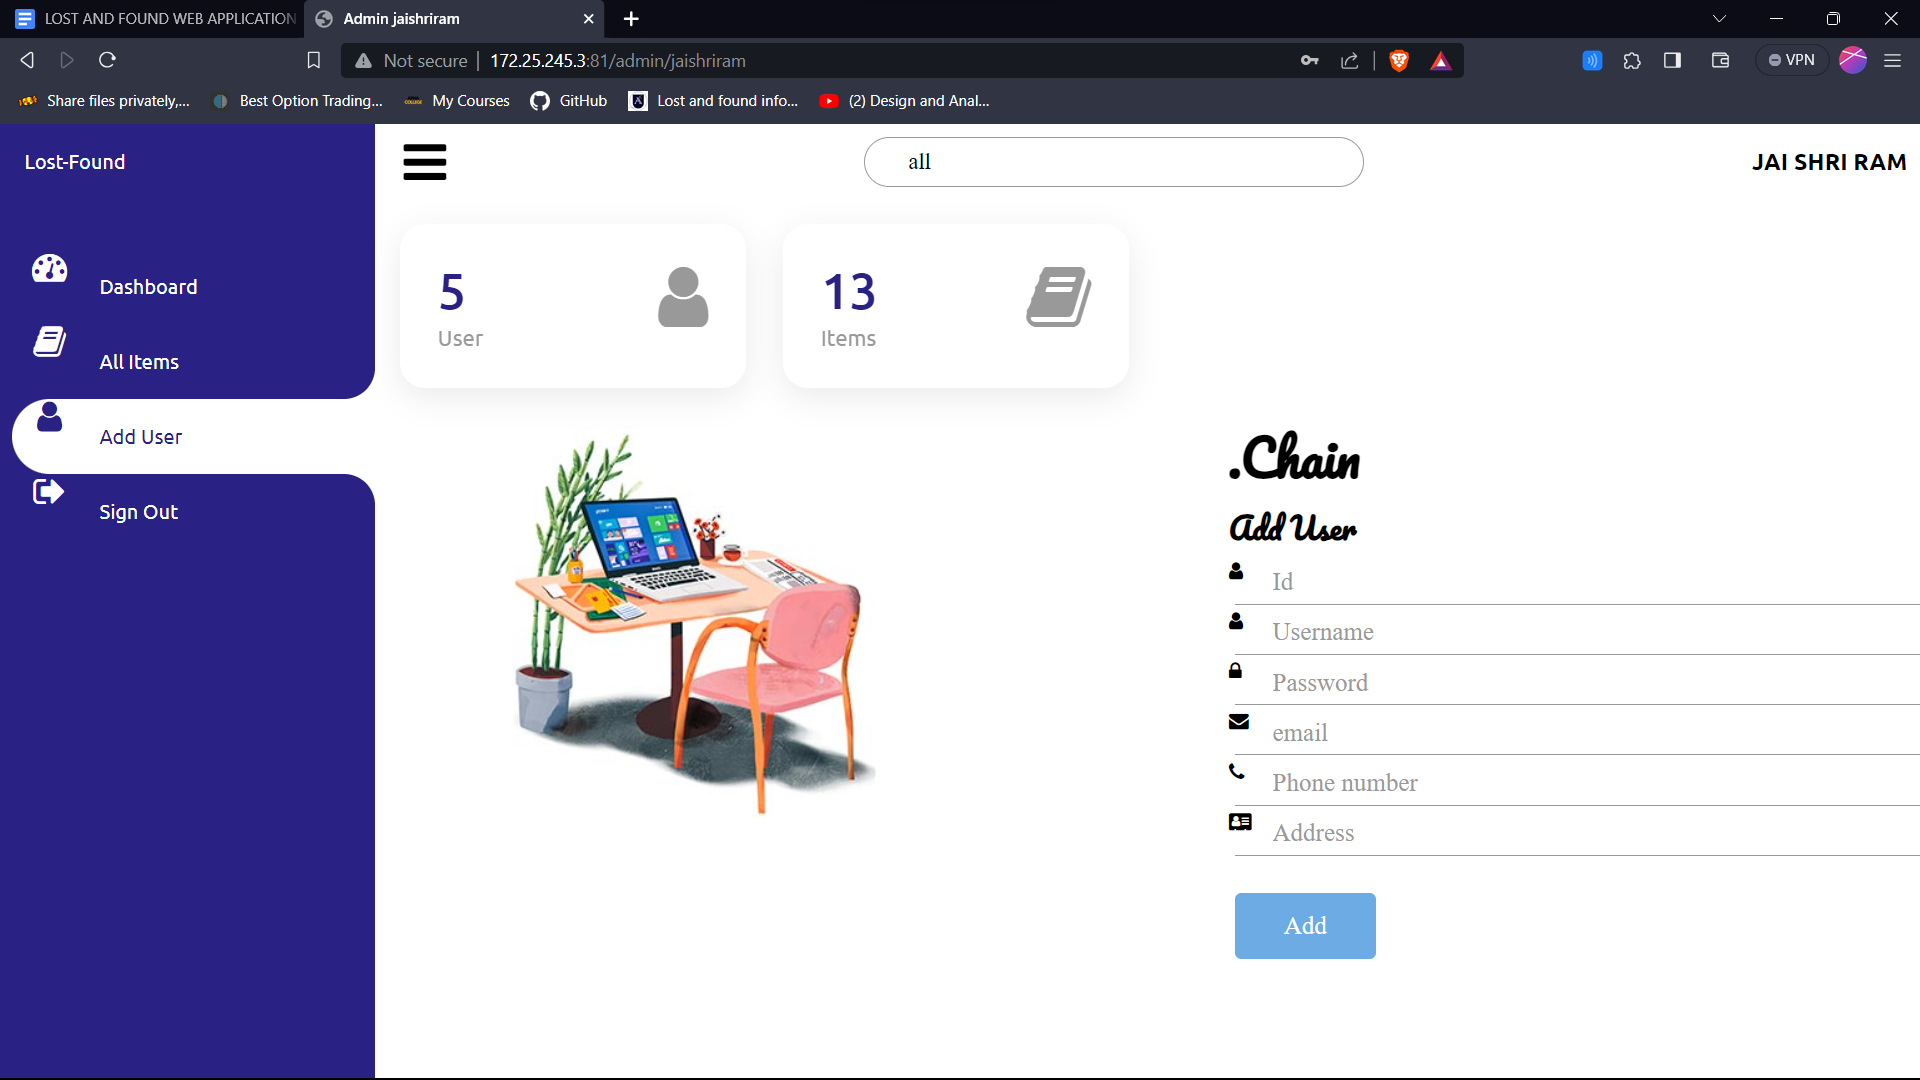 LOST AND FOUND WEB APPLICATION
Admin jaishriram
Not secure
172.25.245.3:81/admin/jaishriram
VPN
Share files privately,...
Best Option Trading...
My Courses
GitHub
Lost and found info...
(2) Design and Anal...
Lost-Found
all
JAI SHRI RAM
Dashboard
All Items
Add User
Sign Out
5
User
13
Items
.Chain
Add User
Id
Username
Password
email
Phone number
Address
Add